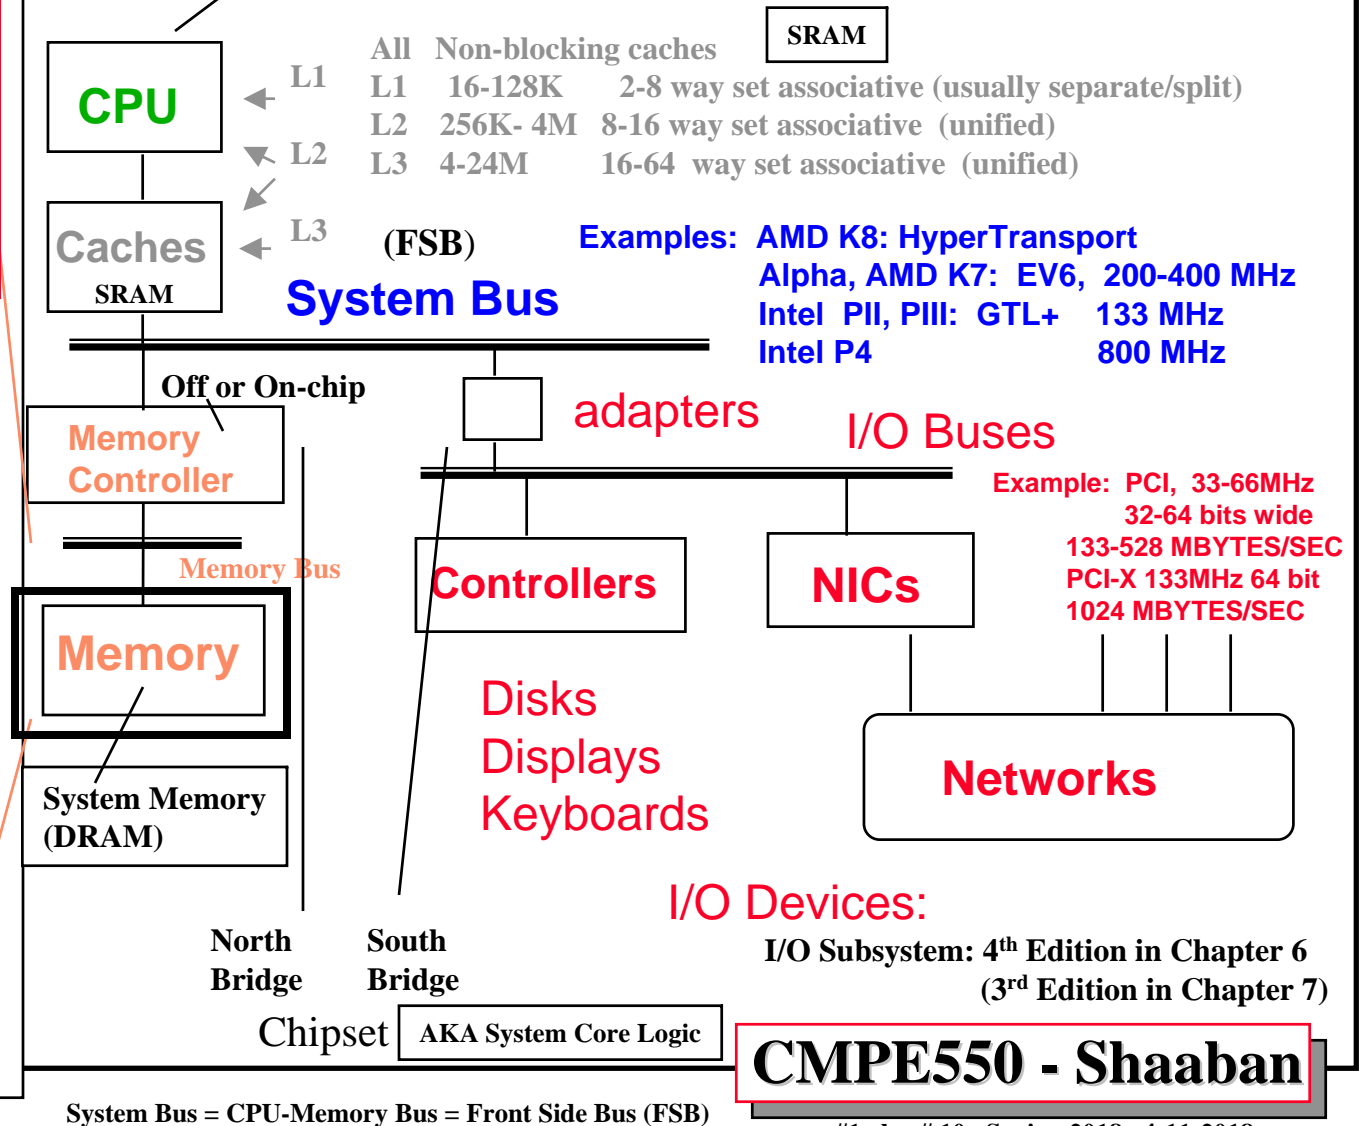 SRAM
All Non-blocking caches
L1 16-128K 2-8 way set associative (usually separate/split)
L2 256K- 4M 8-16 way set associative (unified)
L3 4-24M 16-64 way set associative (unified)
CPU
L1
L2
L3
Caches
SRAM
(FSB)
System Bus
Examples: AMD K8: HyperTransport
Alpha, AMD K7: EV6, 200-400 MHz
Intel PII, PIII: GTL+ 133 MHz
Intel P4 800 MHz
Off or On-chip
Memory
Controller
adapters
I/O Buses
Example: PCI, 33-66MHz
32-64 bits wide
133-528 MBYTES/SEC
PCI-X 133MHz 64 bit
1024 MBYTES/SEC
Memory Bus
Controllers
NICs
Memory
Disks
Displays
Keyboards
Networks
System Memory
(DRAM)
I/O Devices:
North
Bridge
South
Bridge
I/O Subsystem: 4th Edition in Chapter 6
(3rd Edition in Chapter 7)
Chipset
AKA System Core Logic
CMPE550 - Shaaban
System Bus = CPU-Memory Bus = Front Side Bus (FSB)